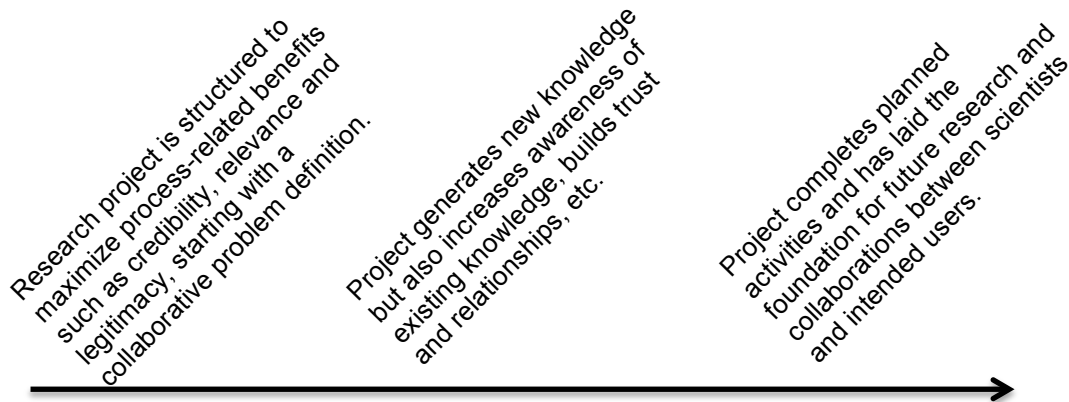 Research project is structured to
maximize process-related benefits
such as credibility, relevance and
legitimacy, starting with a
collaborative problem definition.
Project generates new knowledge
but also increases awareness of
existing knowledge, builds trust
and relationships, etc.
Project completes planned
activities and has laid the
foundation for future research and
collaborations between scientists
and intended users.